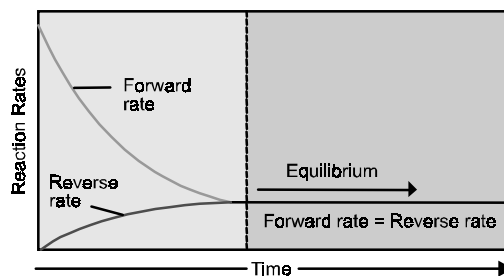 Reaction Rates
Forward
rate
Reverse
rate
Equilibrium
Forward rate = Reverse rate
Time